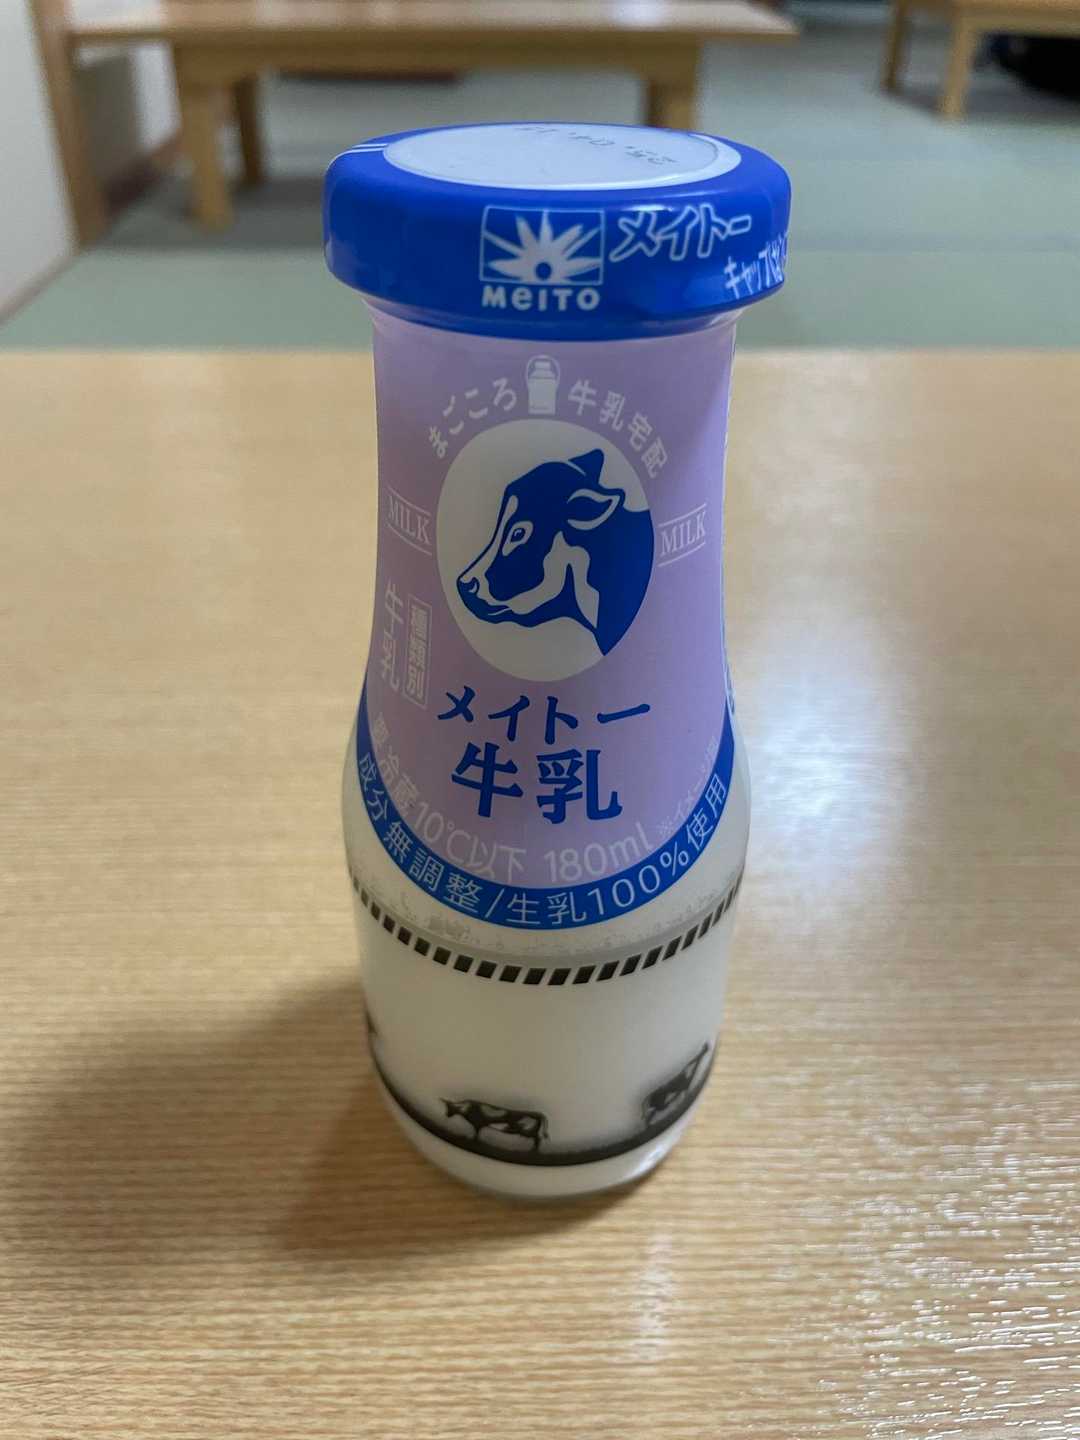 MeiTO
メイトー
まごころ
牛乳宅配
MILK
MILK
種類別
牛乳
メイトー
牛乳
要冷蔵10℃以下 180ml
成分無調整/生乳100%使用